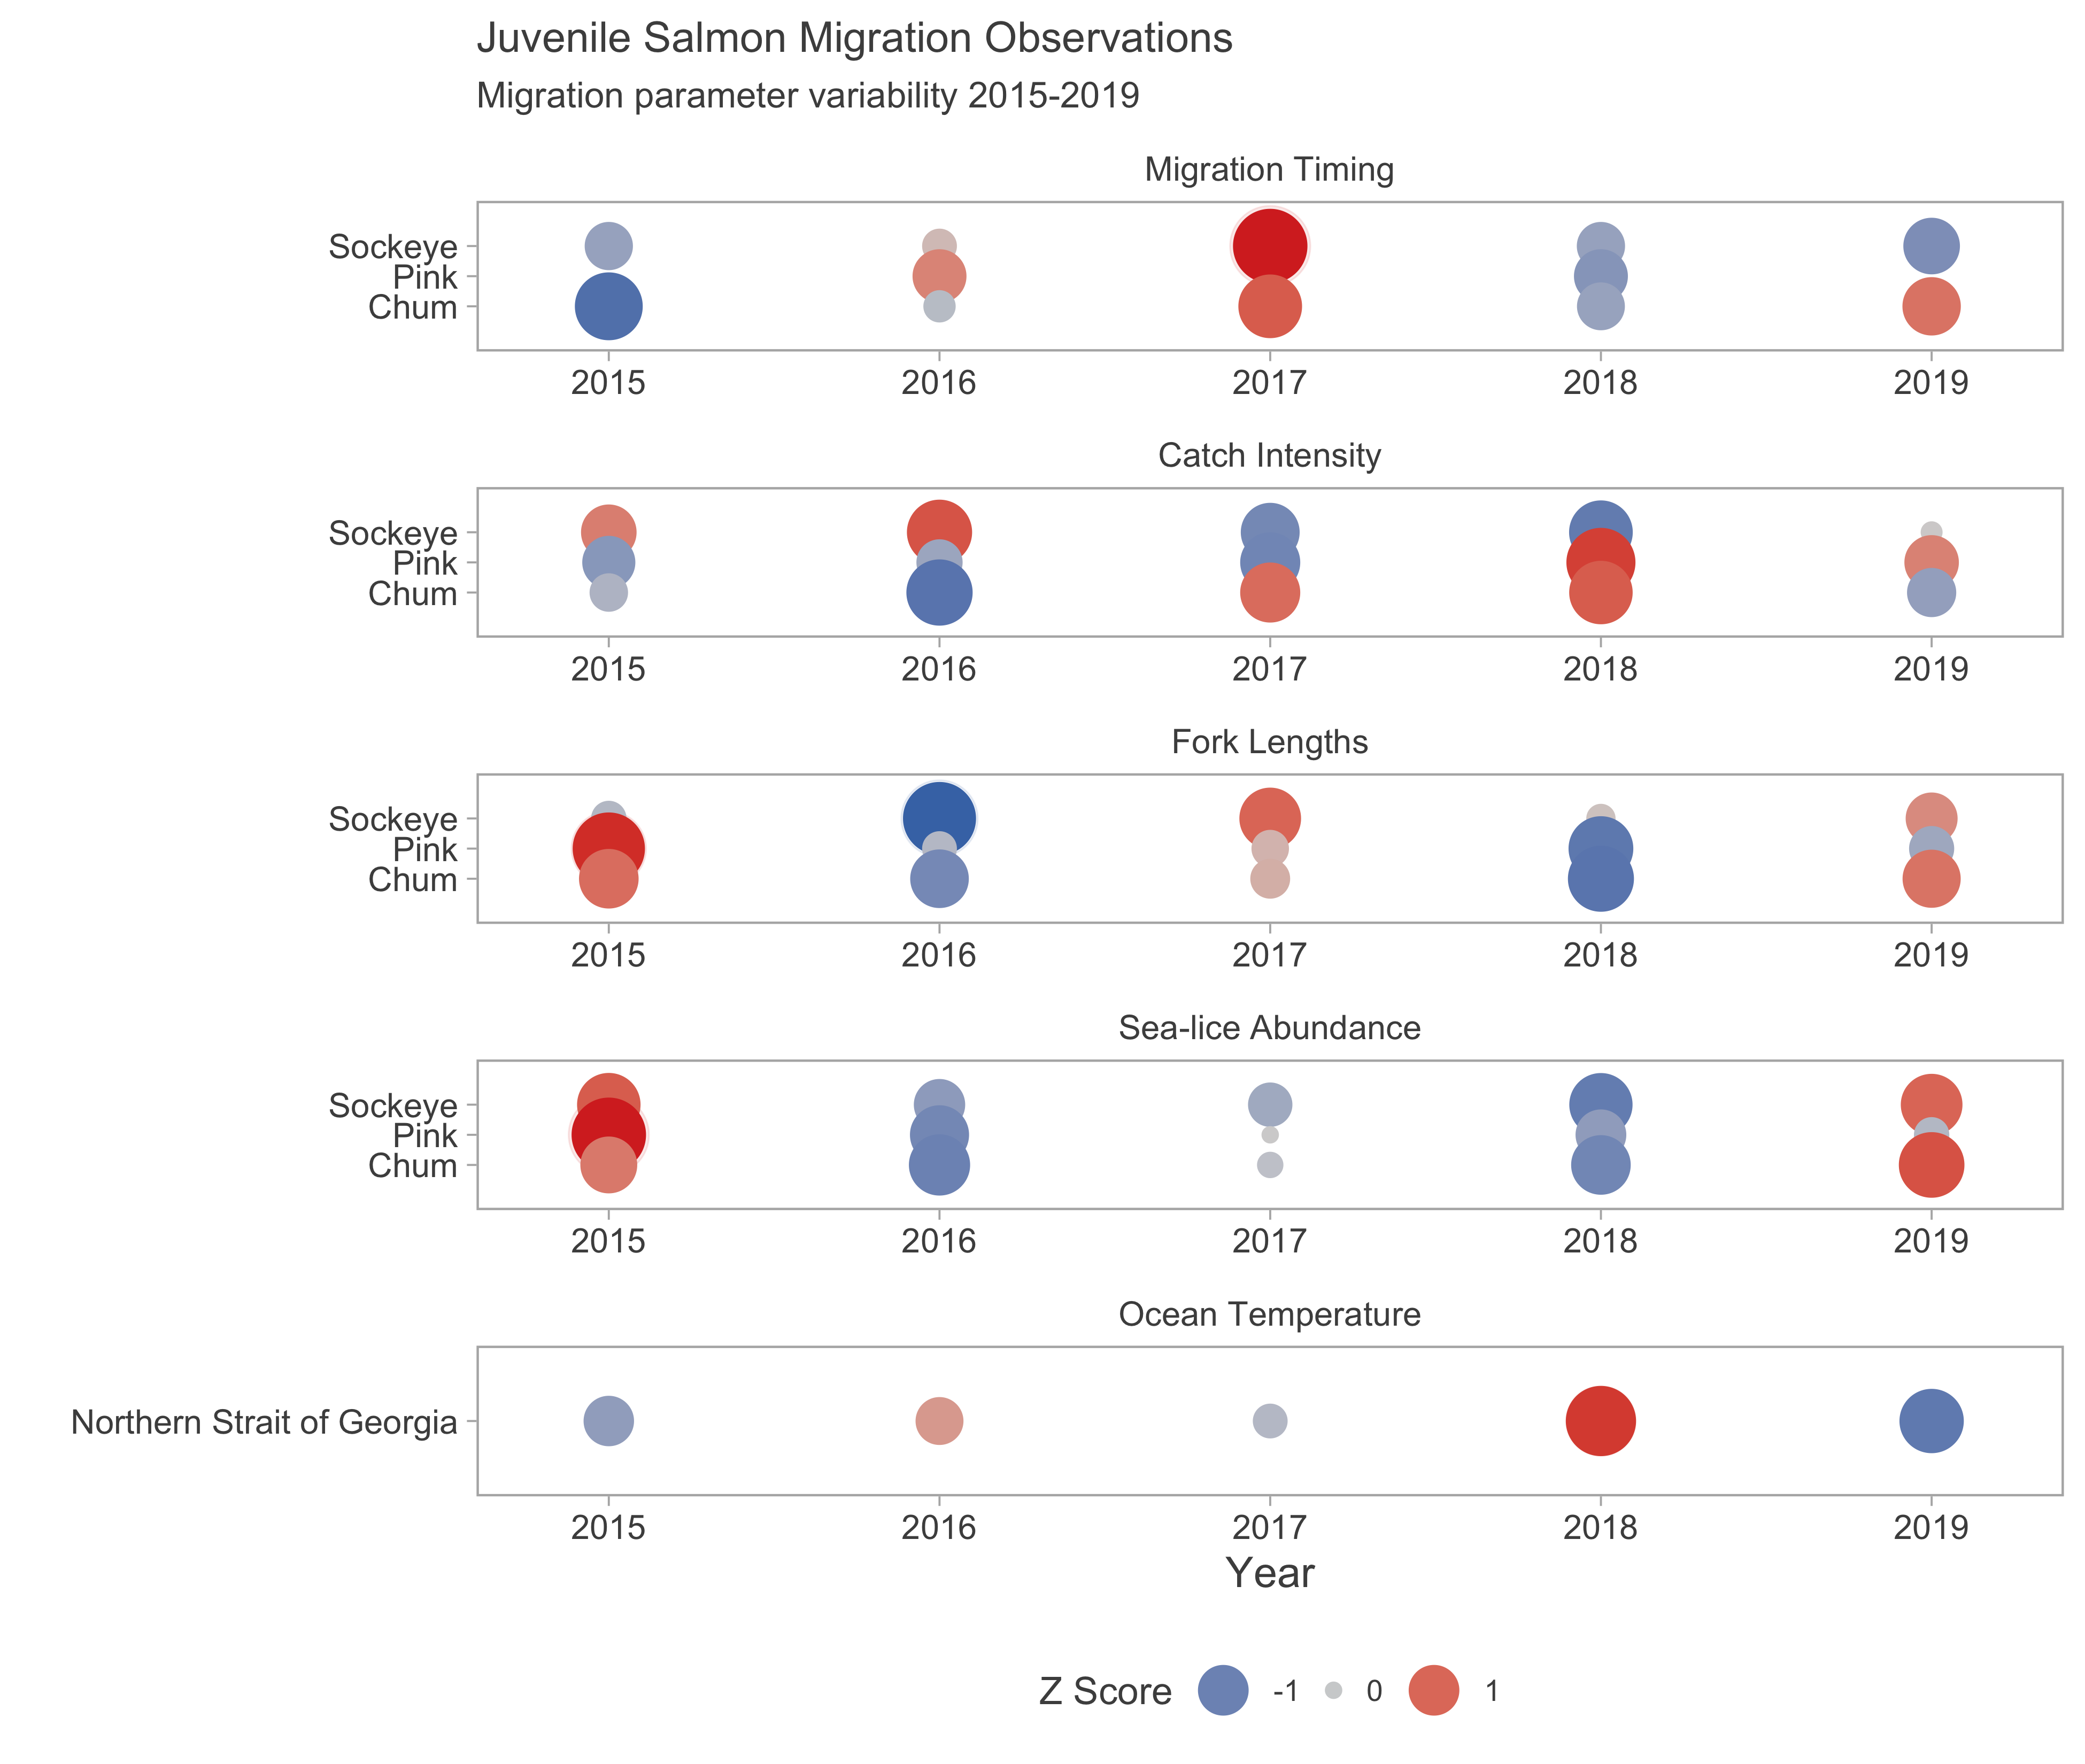 Juvenile Salmon Migration Observations
Migration parameter variability 2015-2019
Migration Timing
Sockeye
Pink
Chum
2015 2016 2017 2018 2019
Catch Intensity
Sockeye
Pink
Chum
2015 2016 2017 2018 2019
Fork Lengths
Sockeye
Pink
Chum
2015 2016 2017 2018 2019
Sea-lice Abundance
Sockeye
Pink
Chum
2015 2016 2017 2018 2019
Ocean Temperature
Northern Strait of Georgia
2015 2016 2017 2018 2019
Year
Z Score -1 0 1